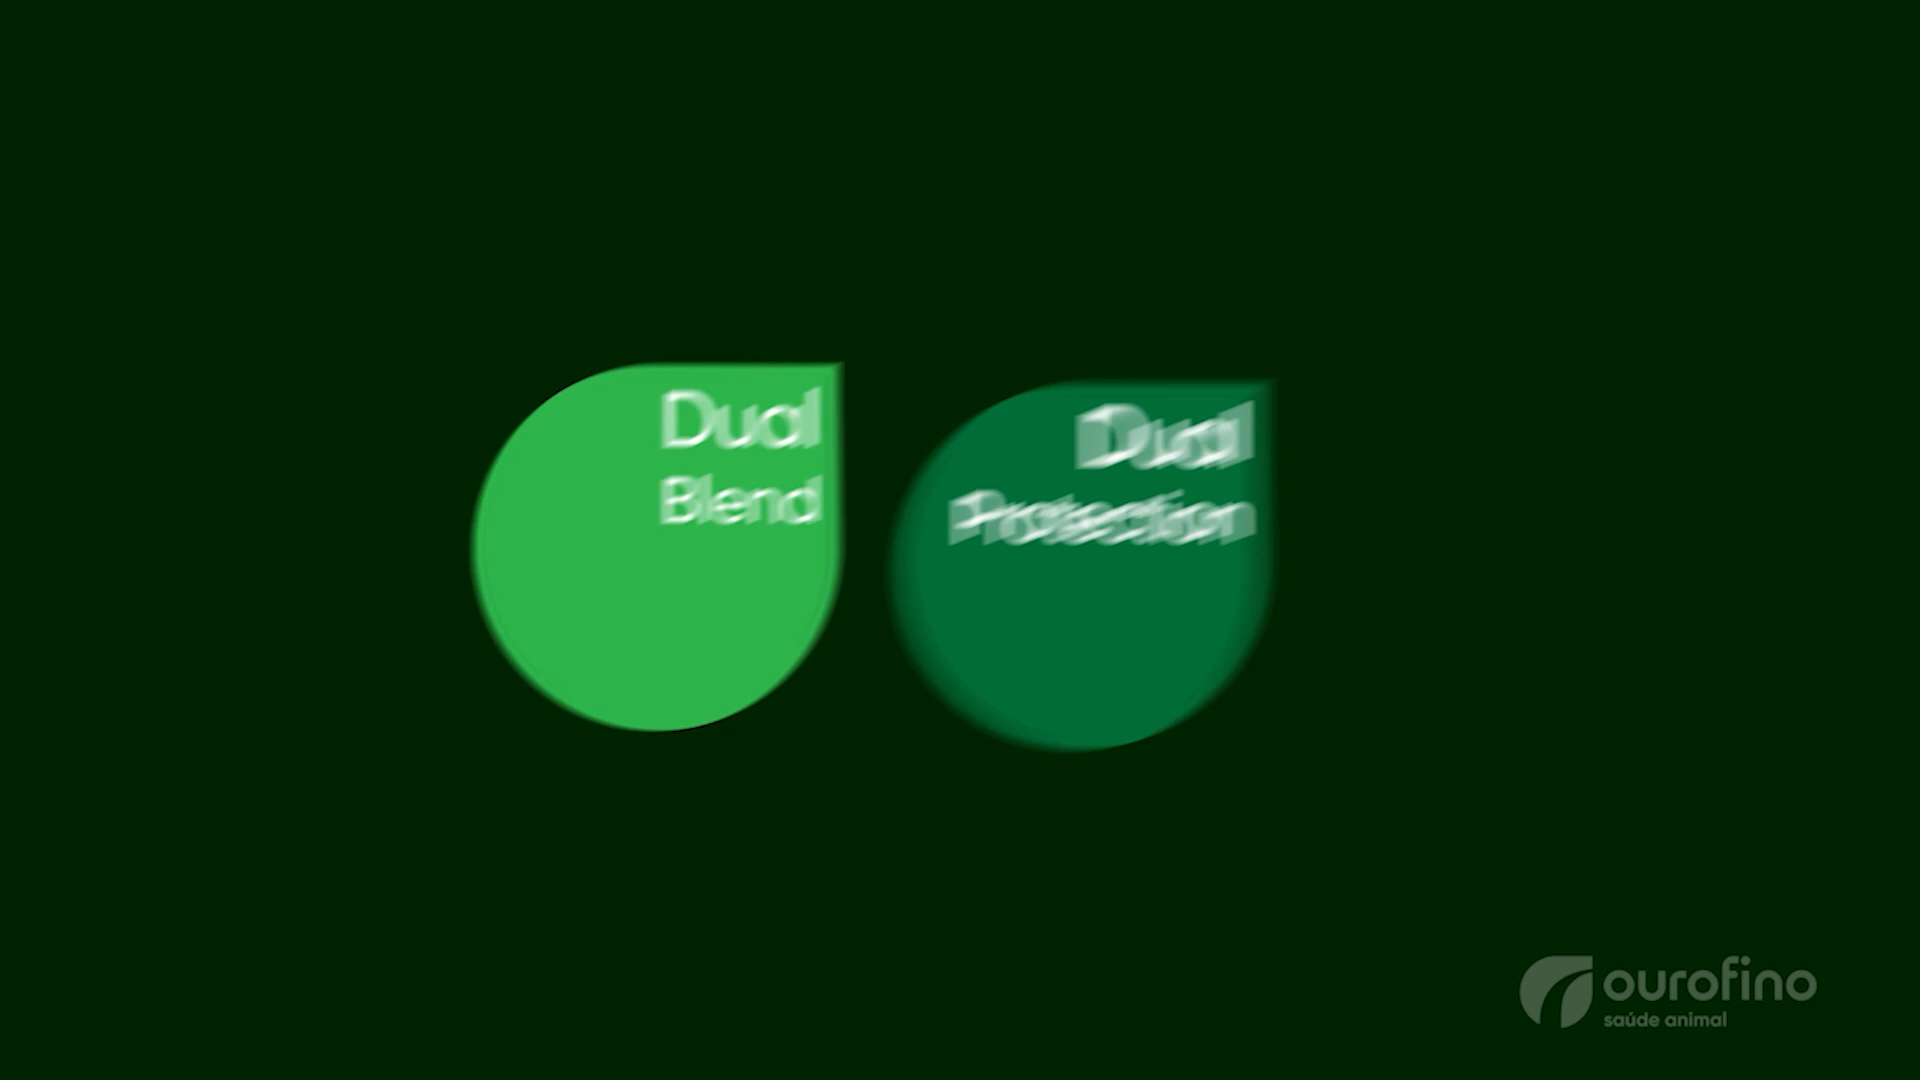 Dual
Blend
Dual
Protection
ourofino
saúde animal